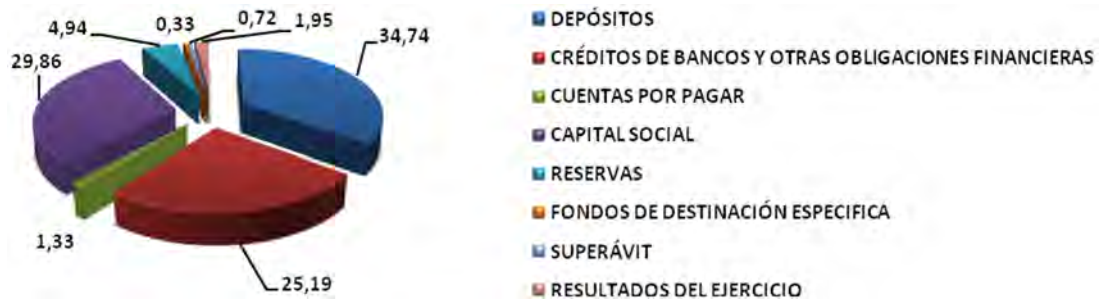 4,94
0,33
0,72
1,95
34,74
29,86
1,33
25,19
DEPÓSITOS
CRÉDITOS DE BANCOS Y OTRAS OBLIGACIONES FINANCIERAS
CUENTAS POR PAGAR
CAPITAL SOCIAL
RESERVAS
FONDOS DE DESTINACIÓN ESPECIFICA
SUPERÁVIT
RESULTADOS DEL EJERCICIO